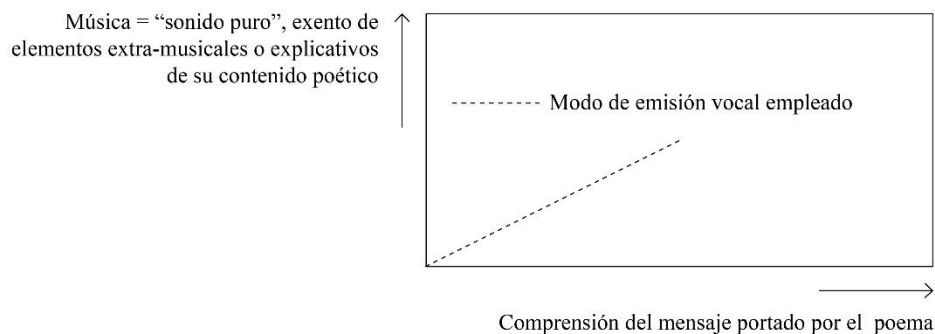 Música = “sonido puro”, exento de
elementos extra-musicales o explicativos
de su contenido poético
Modo de emisión vocal empleado
Comprensión del mensaje portado por el poema